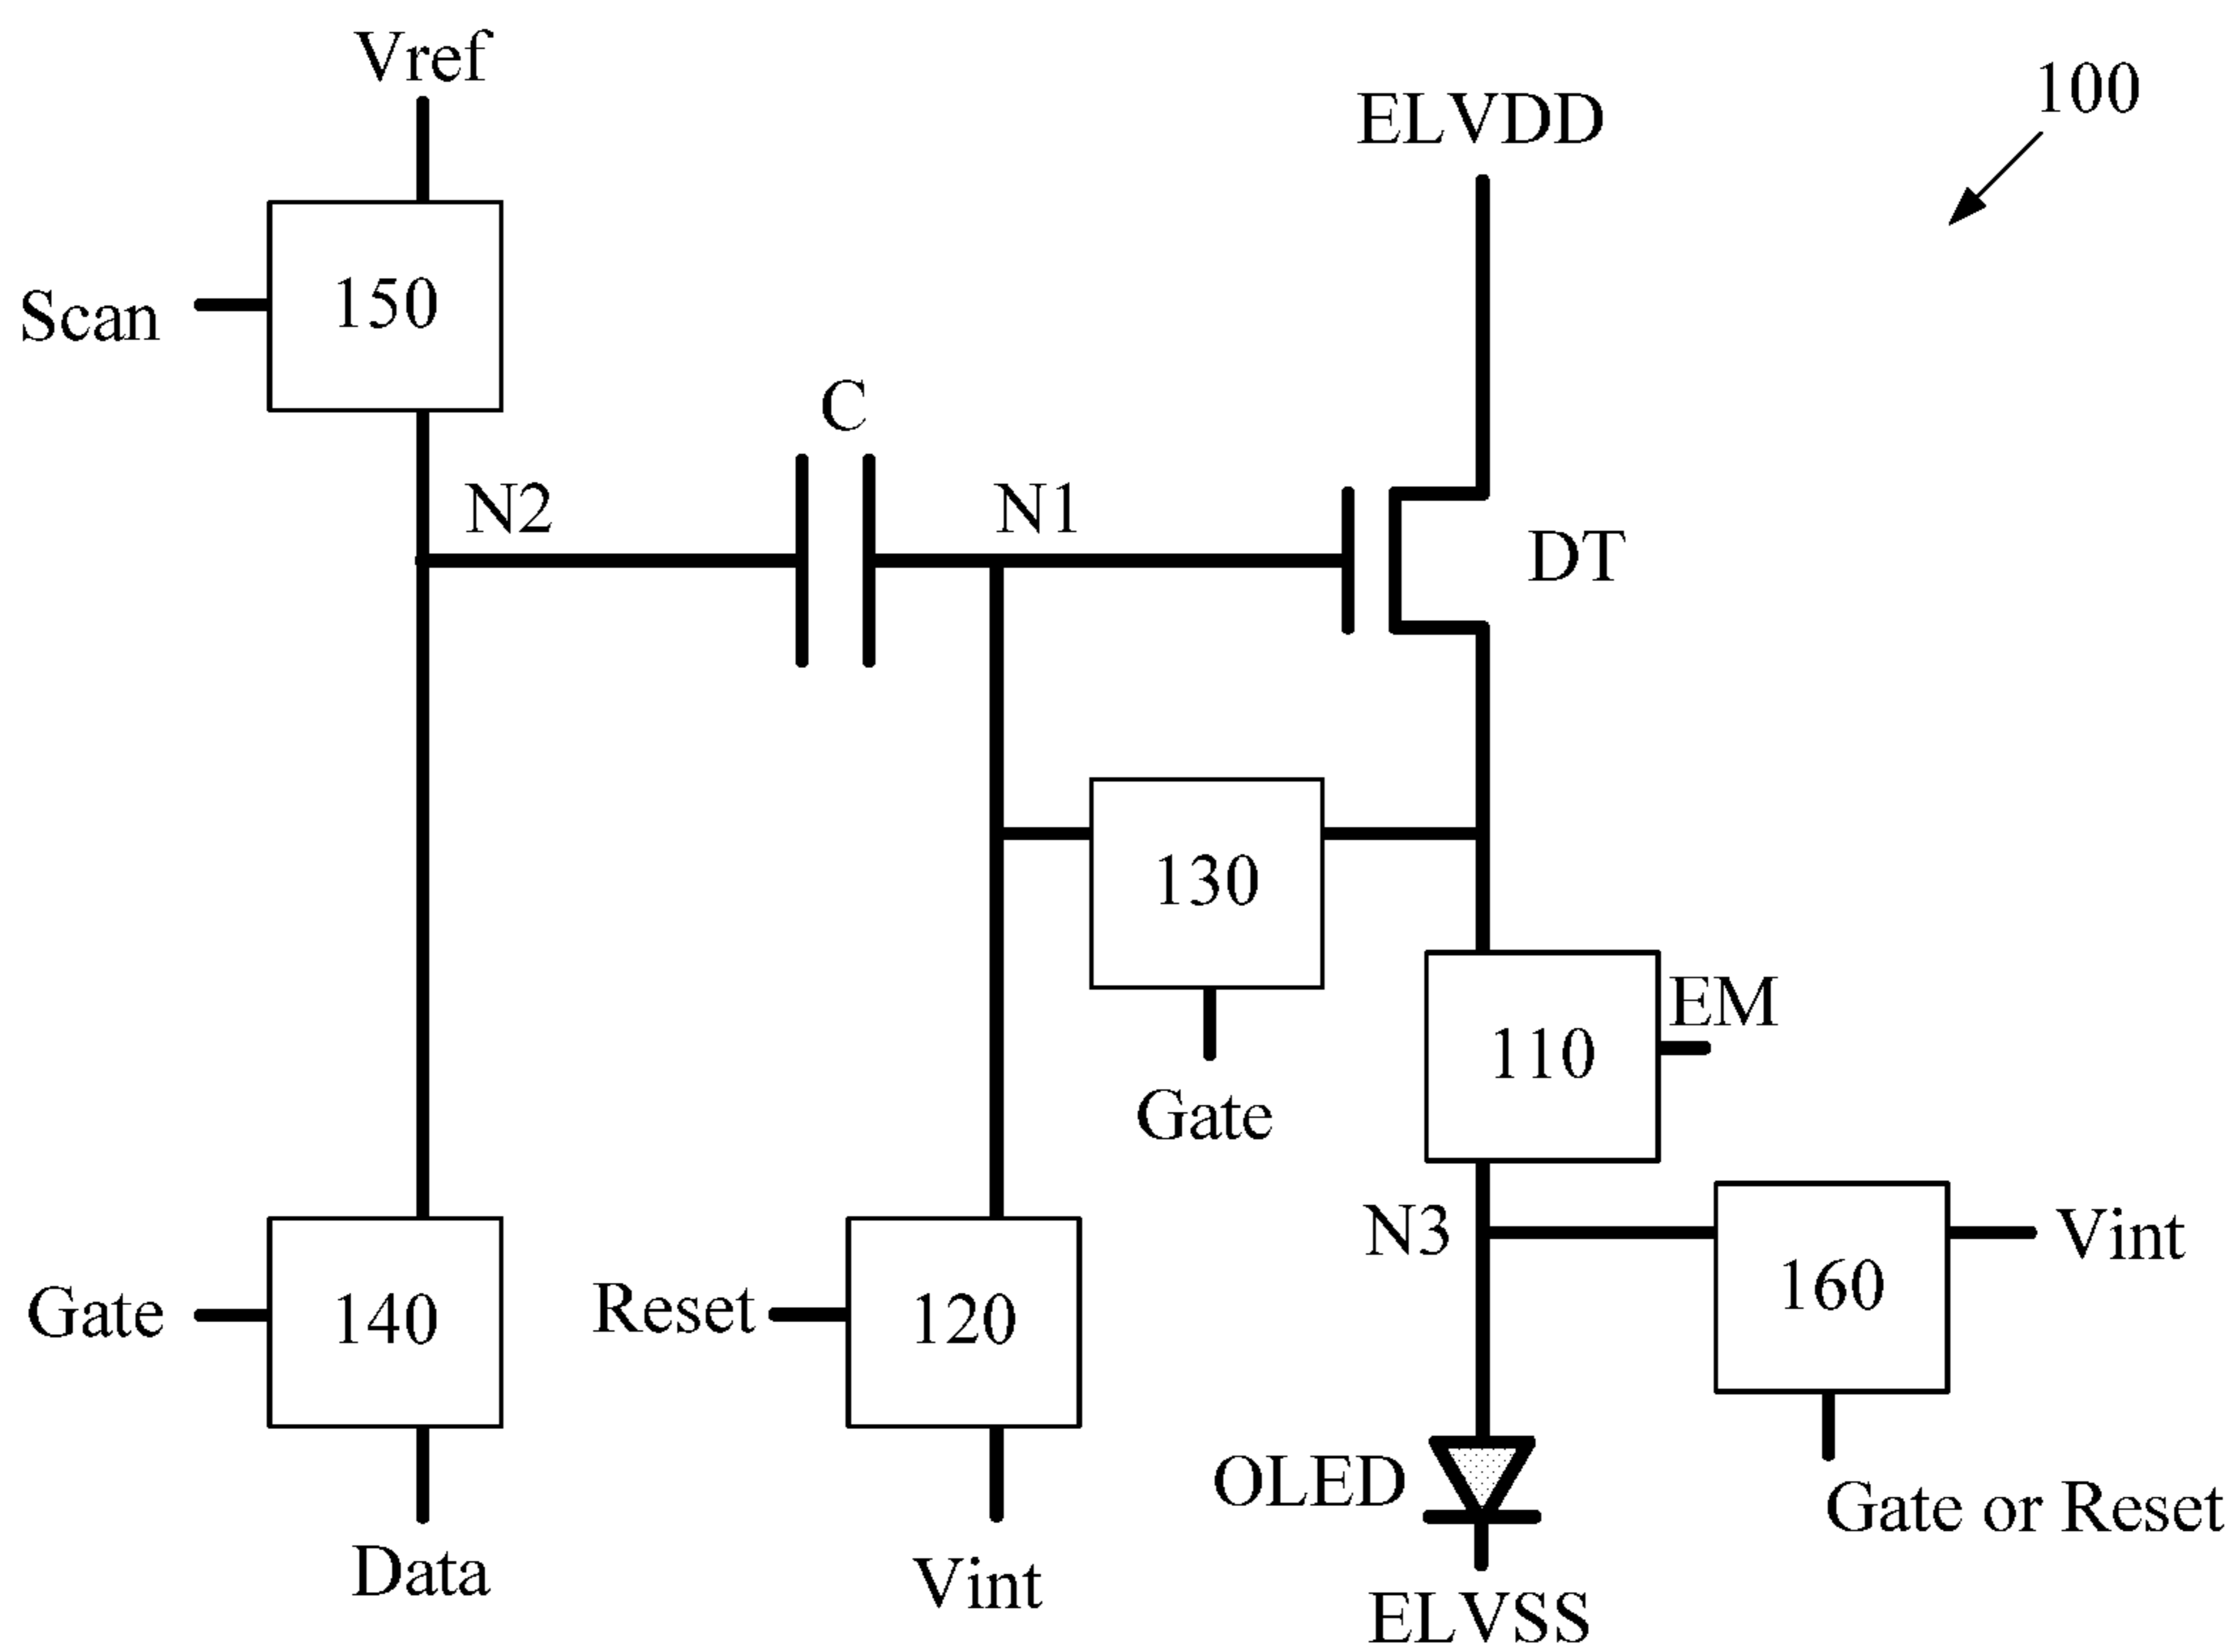 Vref
ELVDD
100
150
Scan
C
N2
N1
DT
130
EM
110
Gate
N3
Vint
160
Gate
140
Reset
120
OLED
Gate or Reset
Data
Vint
ELVSS